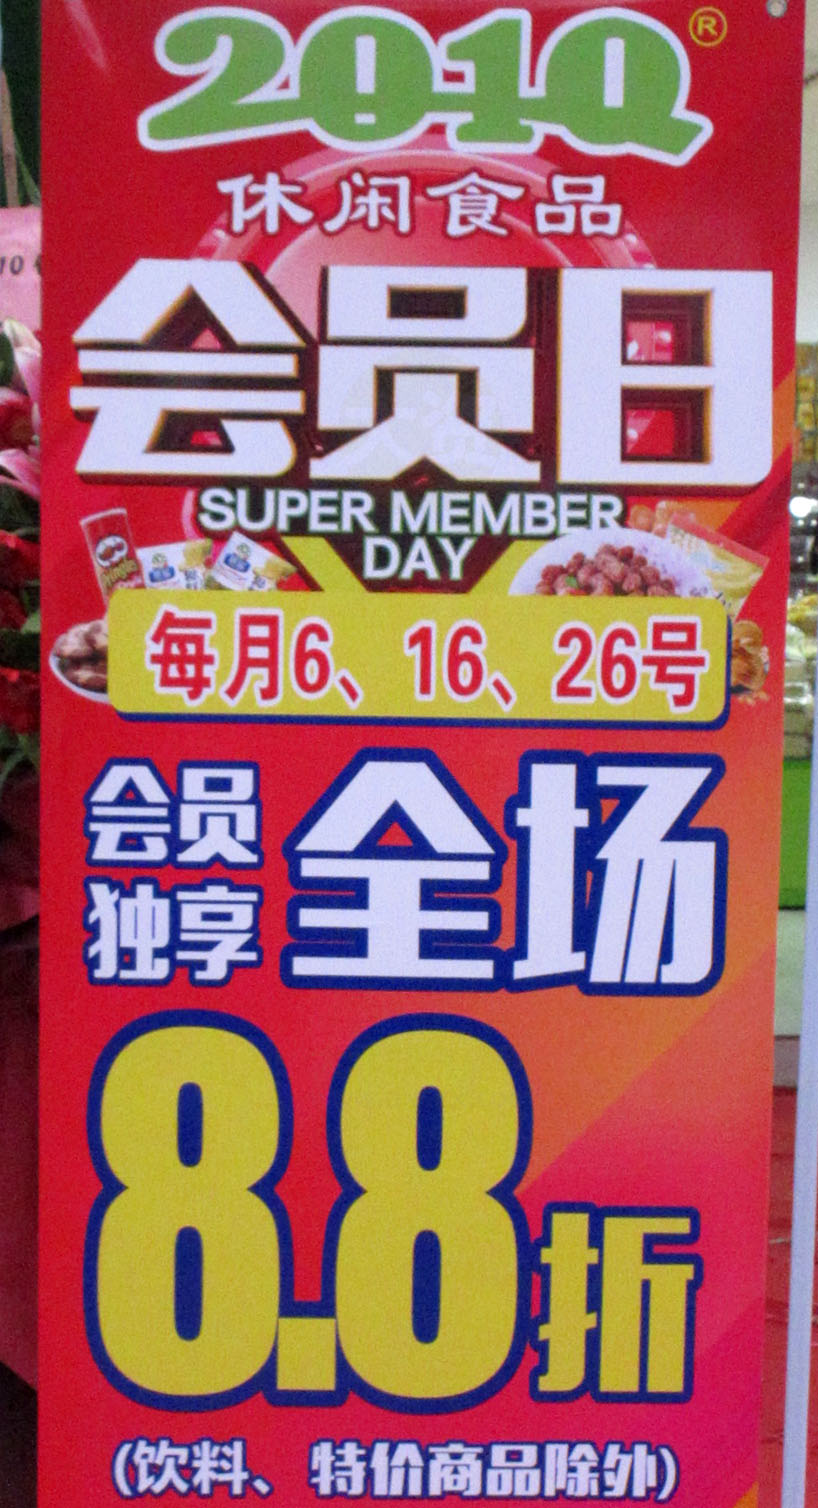 2010®
休闲食品
会员日
SUPER MEMBER
DAY
每月6、16、26号
会员独享
全场
8.8折
(饮料、特价商品除外)
Pringles